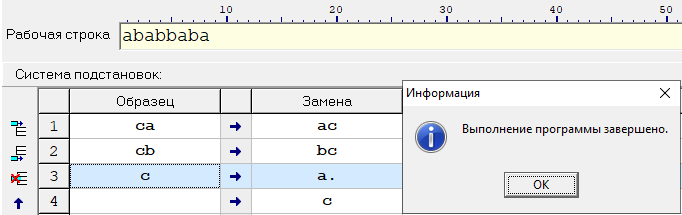 10 20 30 40 50
Рабочая строка ababbaba
Система подстановок:
Образец Замена
1 ca → ac
2 cb → bc
3 c → a.
4 → c
Информация
Выполнение программы завершено.
OK